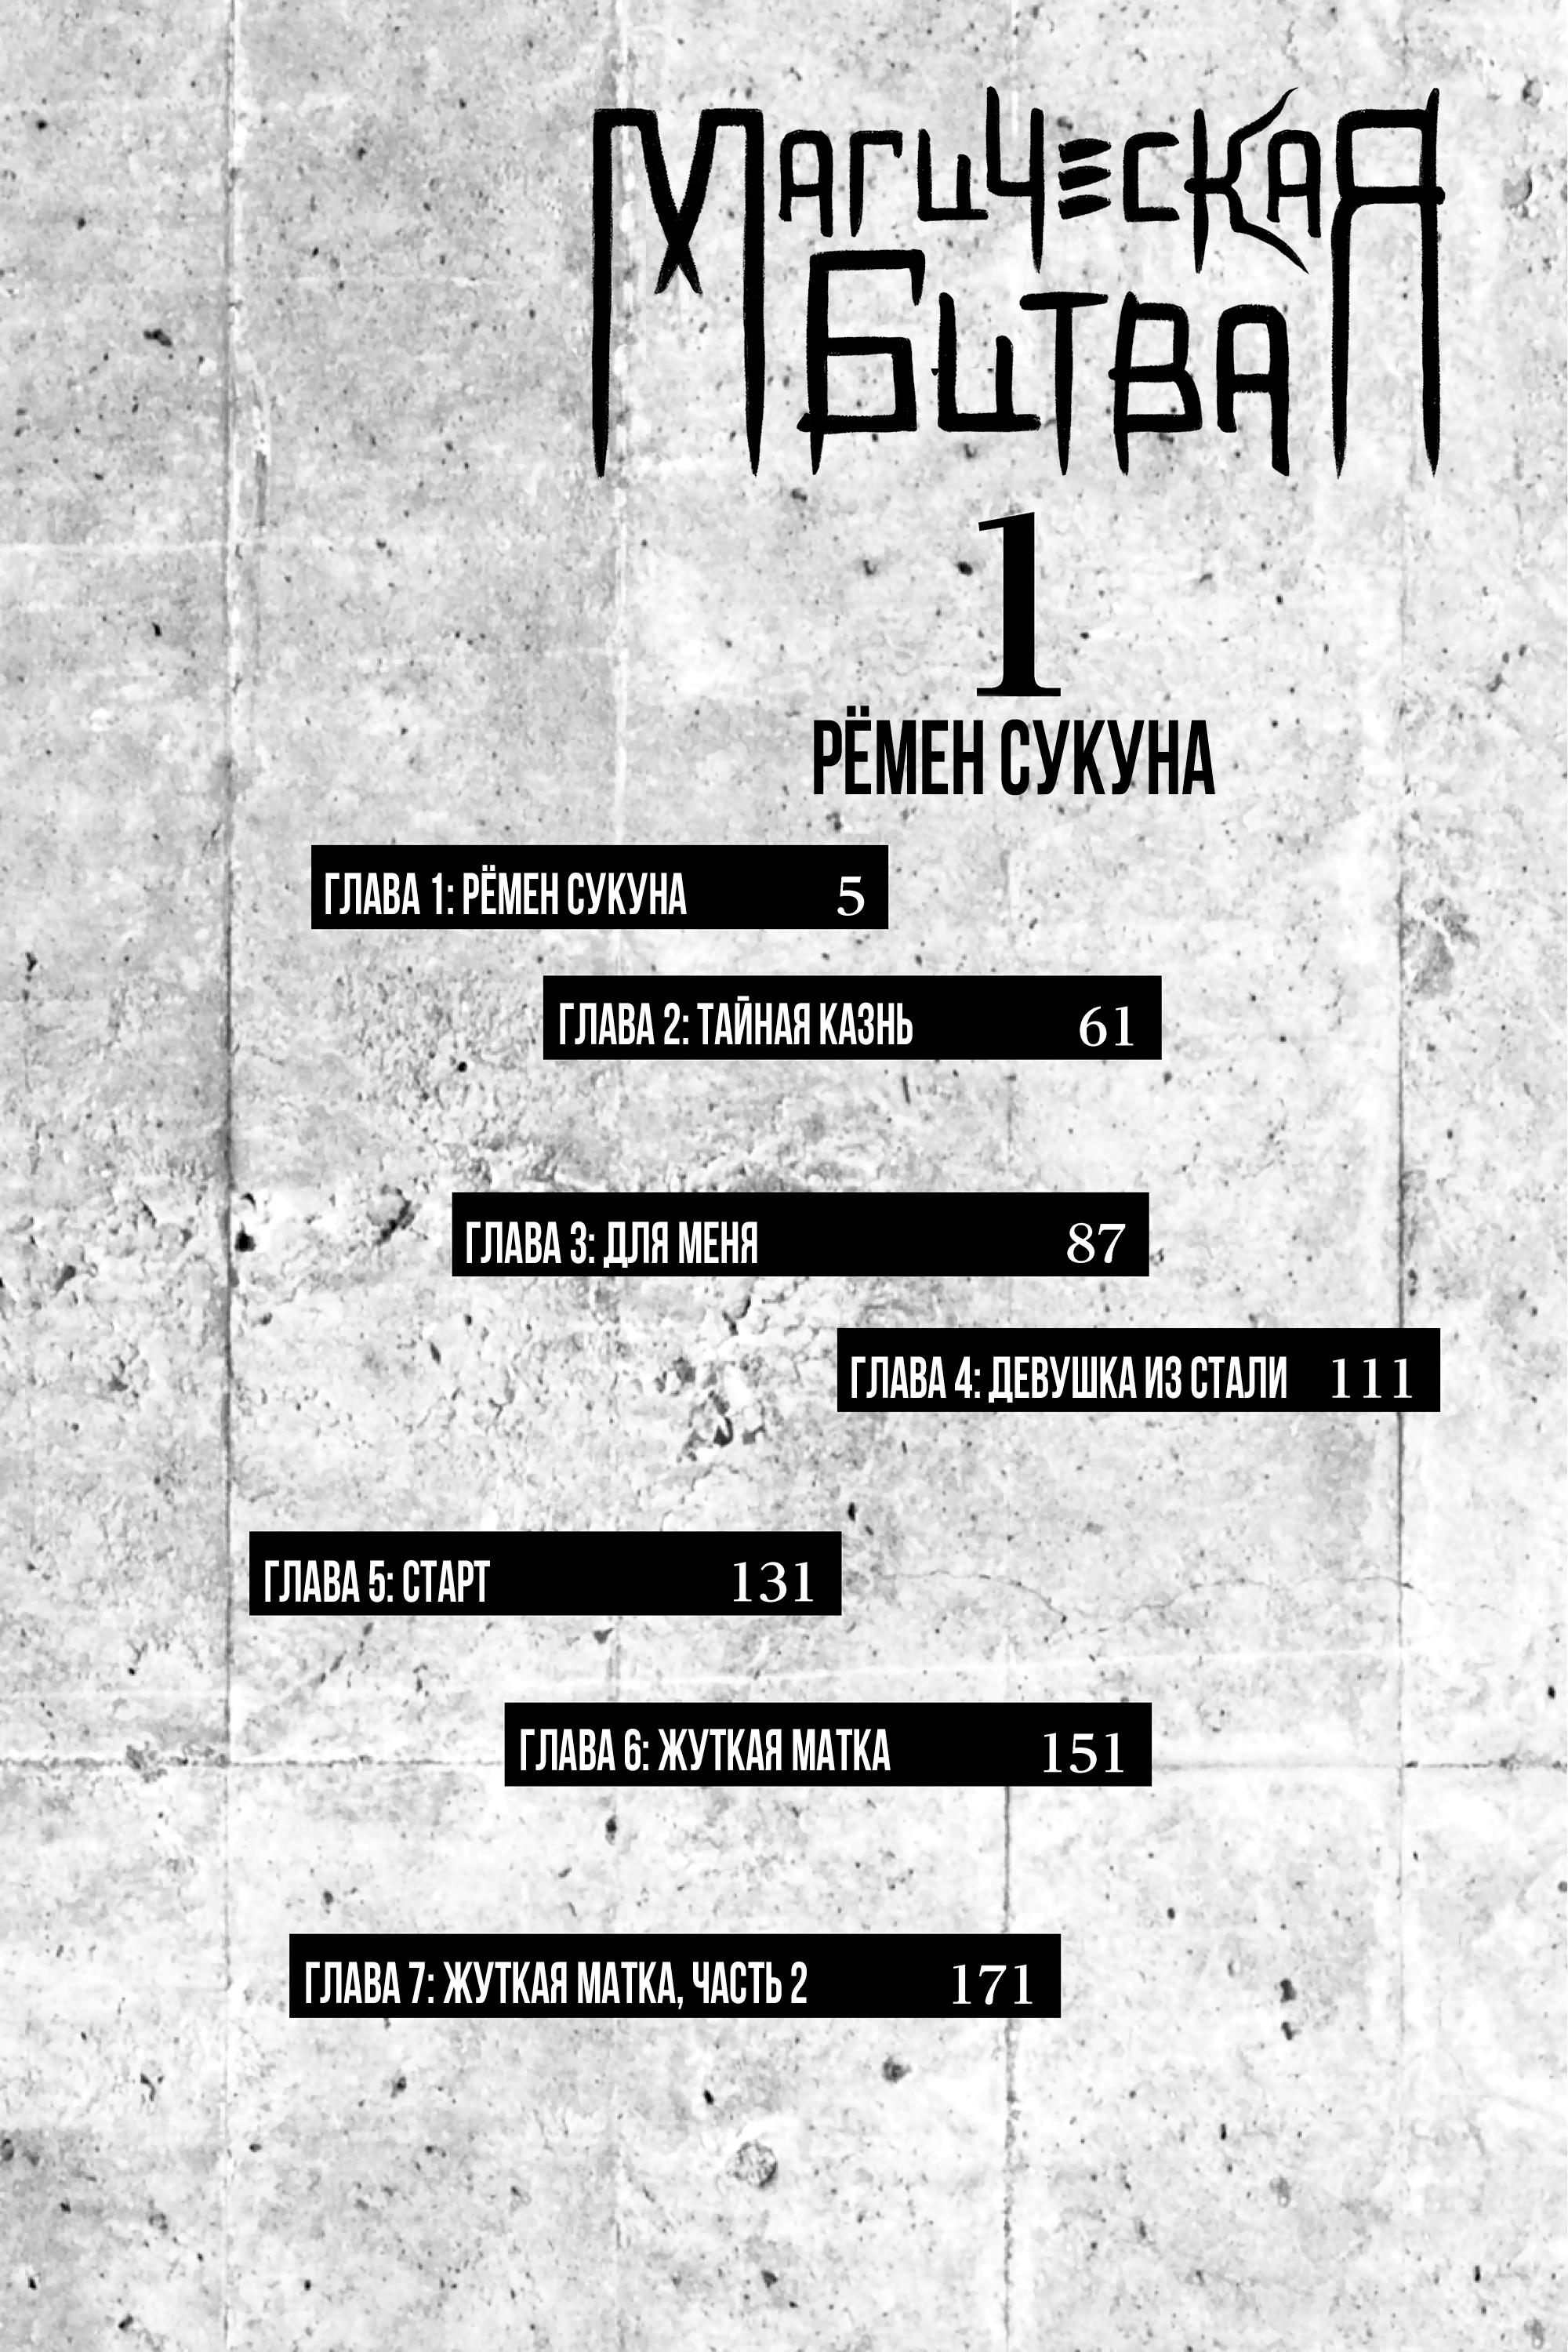 МАГИЧЕСКАЯ
БИТВА
1
РЁМЕН СУКУНА
ГЛАВА 1: РЁМЕН СУКУНА 5
ГЛАВА 2: ТАЙНАЯ КАЗНЬ 61
ГЛАВА 3: ДЛЯ МЕНЯ 87
ГЛАВА 4: ДЕВУШКА ИЗ СТАЛИ 111
ГЛАВА 5: СТАРТ 131
ГЛАВА 6: ЖУТКАЯ МАТКА 151
ГЛАВА 7: ЖУТКАЯ МАТКА, ЧАСТЬ 2 171